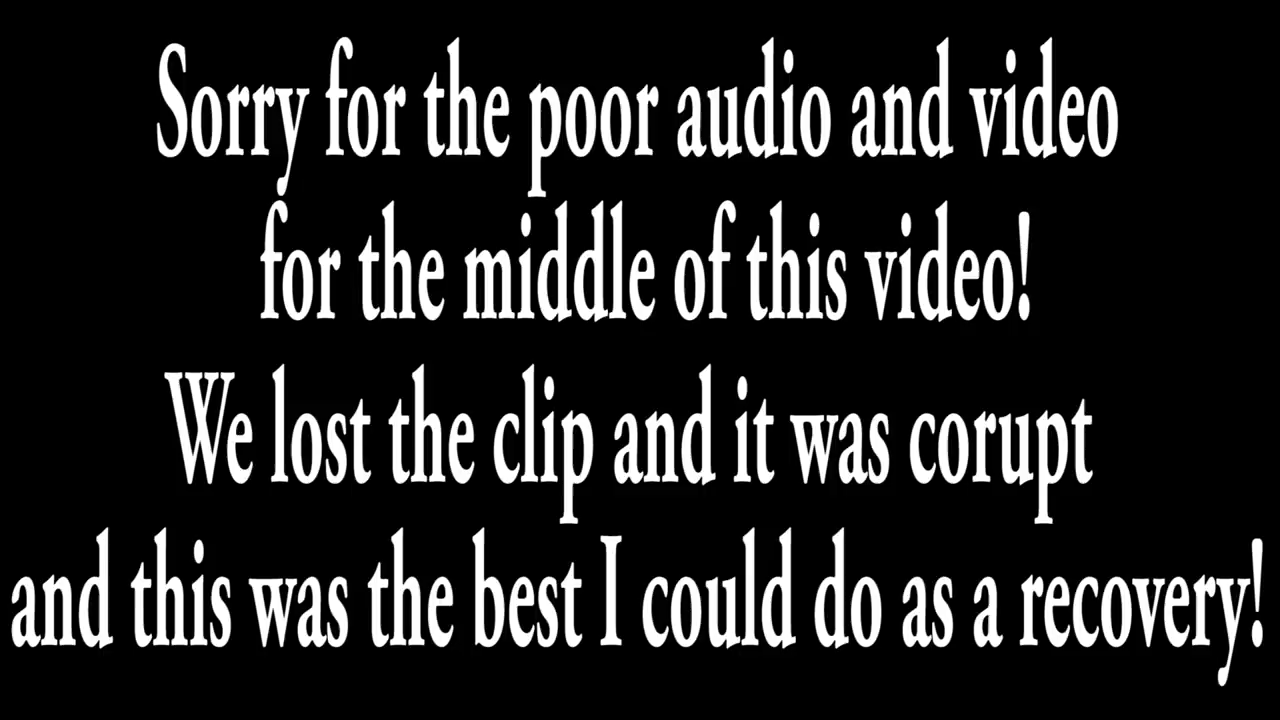 Sorry for the poor audio and video
for the middle of this video!
We lost the clip and it was corupt
and this was the best I could do as a recovery!